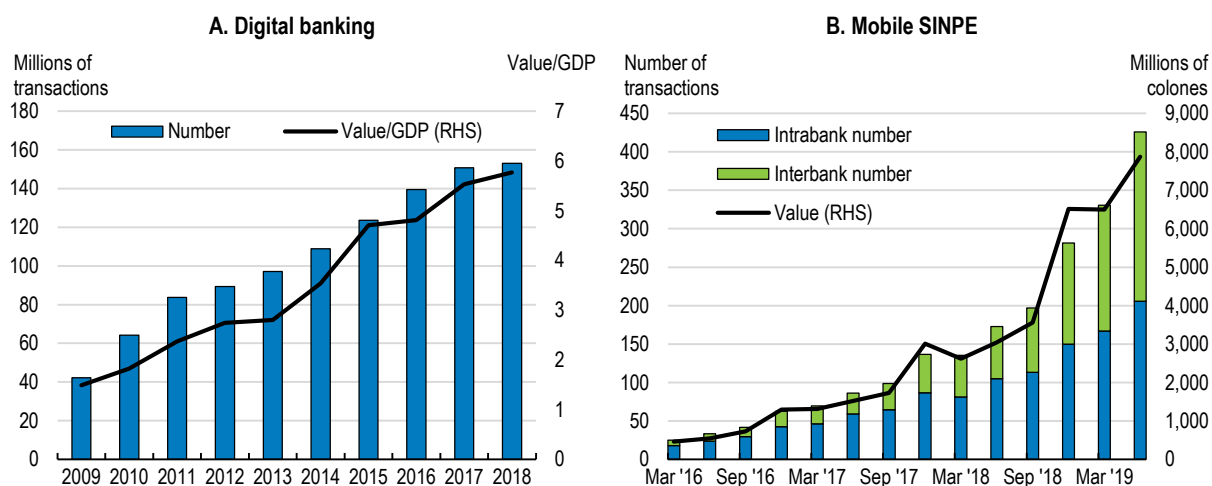 A. Digital banking
Millions of
transactions
Value/GDP
180
160
140
120
100
80
60
40
20
0
7
6
5
4
3
2
1
0
Number
Value/GDP (RHS)
2009 2010 2011 2012 2013 2014 2015 2016 2017 2018
B. Mobile SINPE
Number of
transactions
Millions of
colones
450
400
350
300
250
200
150
100
50
0
9,000
8,000
7,000
6,000
5,000
4,000
3,000
2,000
1,000
0
Intrabank number
Interbank number
Value (RHS)
Mar '16 Sep '16 Mar '17 Sep '17 Mar '18 Sep '18 Mar '19